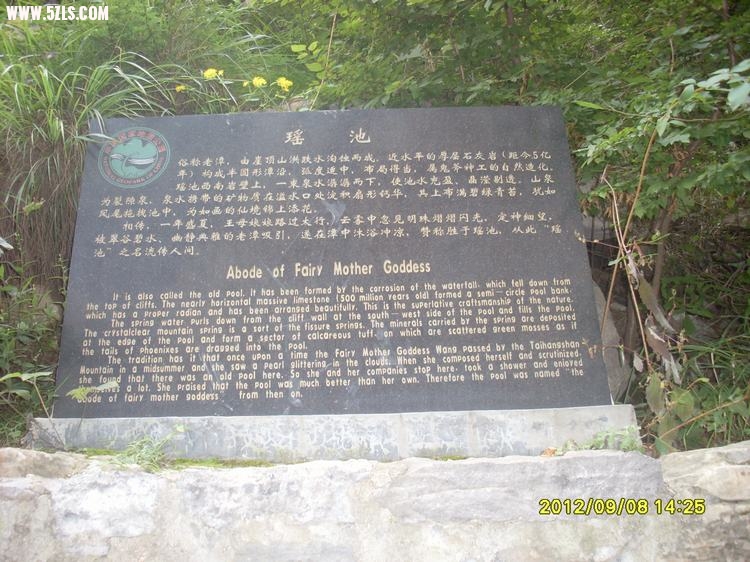 WWW.5ZLS.COM
瑶 池
俗称老潭，由崖顶山洪跌水洵蚀而成，近水平的厚层石灰岩（距今5亿
年）构成半圆形潭沿，弧度适中，布局得当，属鬼斧神工的自然造化。
瑶池西南岩壁上，一束泉水潺潺而下，使池水充盈，晶滢剔透。山泉
为裂隙泉，泉水携带的矿物质在溢水口处淀积扇形钙华，其上布满碧绿青苔，犹如
凤尾拖拽池中，为如画的仙境锦上添花。
相传，一年盛夏，王母娘娘路过太行，云雾中忽见明珠熠熠闪光，定神细望，
被翠谷碧水、幽静典雅的老潭吸引，遂在潭中沐浴冲凉，赞称胜于瑶池，从此“瑶
池”之名流传人间。
Abode of Fairy Mother Goddess
It is also called the old pool. It has been formed by the corrosion of the waterfall, which fell down from
the top of cliffs. The nearly horizontal massive limestone (500 million years old) formed a semi-circle pool bank,
which has a proper radian and has been arranged beautifully. This is the superlative craftsmanship of the nature.
The spring water purls down from the cliff wall at the south-west side of the pool and fills the Pool.
The crystalclear mountain spring is a sort of the fissure springs. The minerals carried by the spring are deposited
at the edge of the pool and form a sector of calcareous tuff, on which are scattered green mosses as if
the tails of phoenixes are dragged into the pool.
The tradition has it that once upon a time the Fairy Mother Goddess Wang passed by the Taihangshan
Mountain in a midsummer and she saw a pearl glittering in the clouds. When she composed herself and scrutinized,
she found that there was an old pool here. So she and her companies stop here, took a shower and enjoyed
themselves a lot. She praised that the pool was much better than her own. Therefore the pool was named "the
abode of fairy mother goddess" from then on.
2012/09/08 14:25